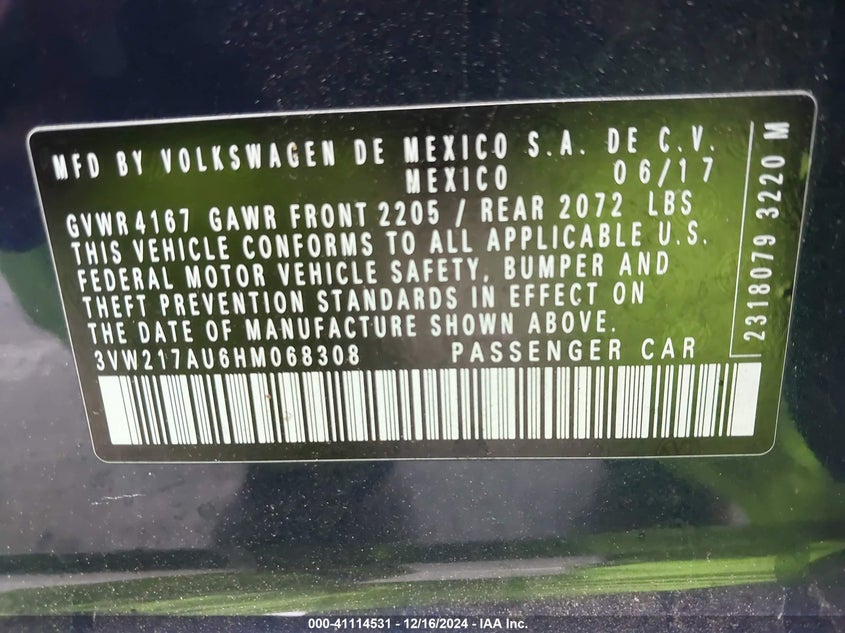 MFD BY VOLKSWAGEN DE MEXICO S.A. DE C.V.
MEXICO 06/17
GVWR 4167 GAWR FRONT 2205 / REAR 2072 LBS
THIS VEHICLE CONFORMS TO ALL APPLICABLE U.S.
FEDERAL MOTOR VEHICLE SAFETY, BUMPER AND
THEFT PREVENTION STANDARDS IN EFFECT ON
THE DATE OF MANUFACTURE SHOWN ABOVE.
3VW217AU6HM068308 PASSENGER CAR
2318079 3220 M
000-41114531 - 12/16/2024 - IAA Inc.